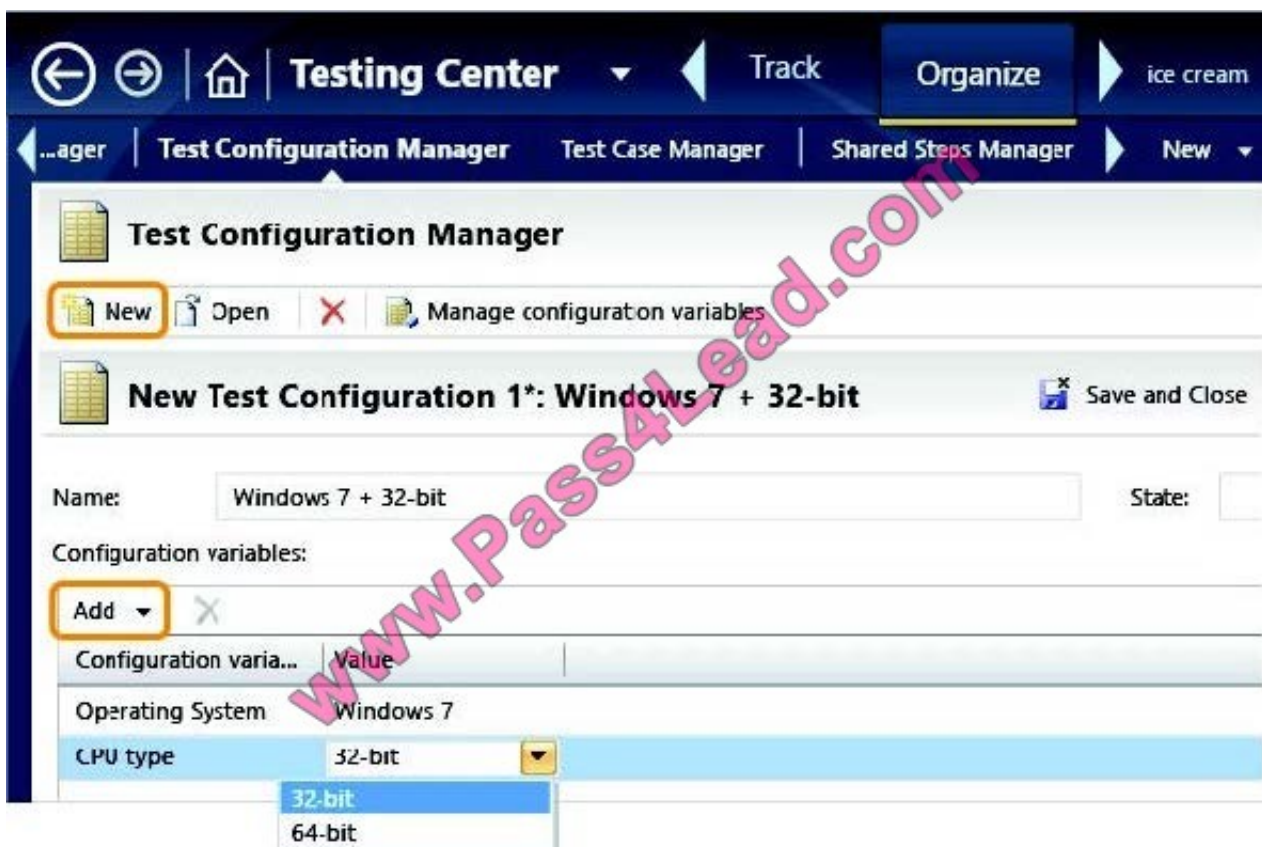 Testing Center Track Organize ice cream
...ager Test Configuration Manager Test Case Manager Shared Steps Manager New
Test Configuration Manager
New Open Manage configuration variables
New Test Configuration 1*: Windows 7 + 32-bit Save and Close
Name: Windows 7 + 32-bit State:
Configuration variables:
Add
Configuration varia... Value
Operating System Windows 7
CPU type 32-bit
32-bit
64-bit
www.Pass4Lead.com